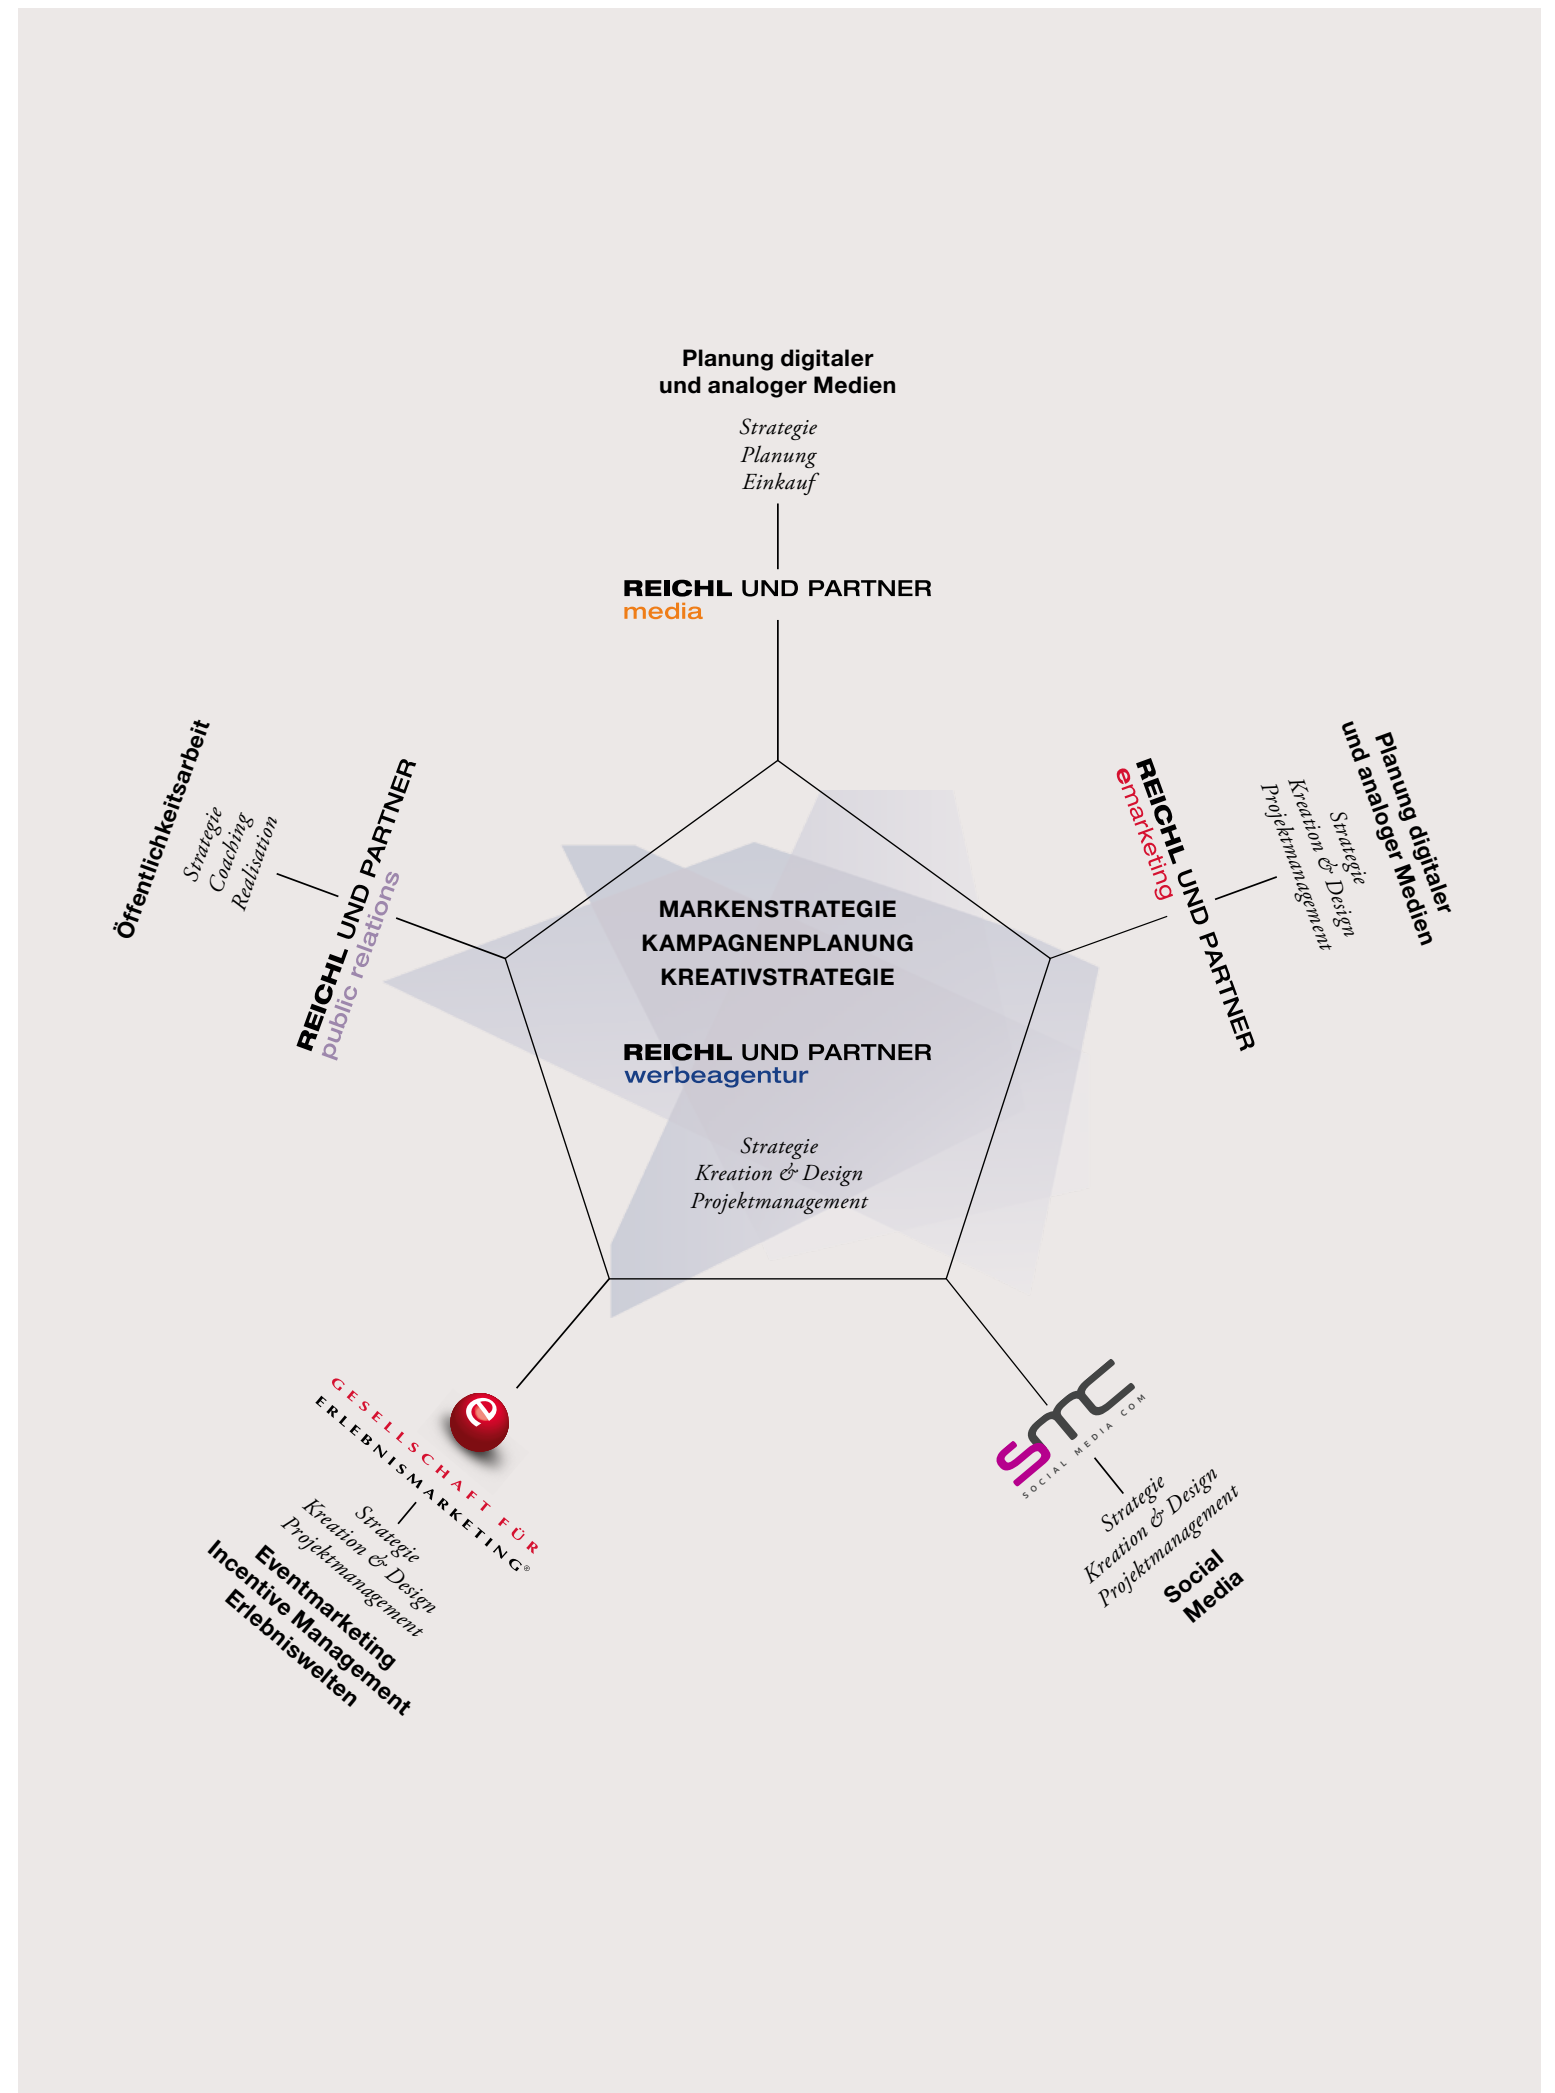 Planung digitaler
und analoger Medien
Strategie
Planung
Einkauf
REICHL UND PARTNER
media
Öffentlichkeitsarbeit
Strategie
Coaching
Realisation
REICHL UND PARTNER
public relations
MARKENSTRATEGIE
KAMPAGNENPLANUNG
KREATIVSTRATEGIE
REICHL UND PARTNER
werbeagentur
Strategie
Kreation & Design
Projektmanagement
Planung digitaler
und analoger Medien
Strategie
Kreation & Design
Projektmanagement
REICHL UND PARTNER
emarketing
e
GESELLSCHAFT FÜR
ERLEBNISMARKETING®
Strategie
Kreation & Design
Projektmanagement
Eventmarketing
Incentive Management
Erlebniswelten
smc
SOCIAL MEDIA COM
Strategie
Kreation & Design
Projektmanagement
Social
Media